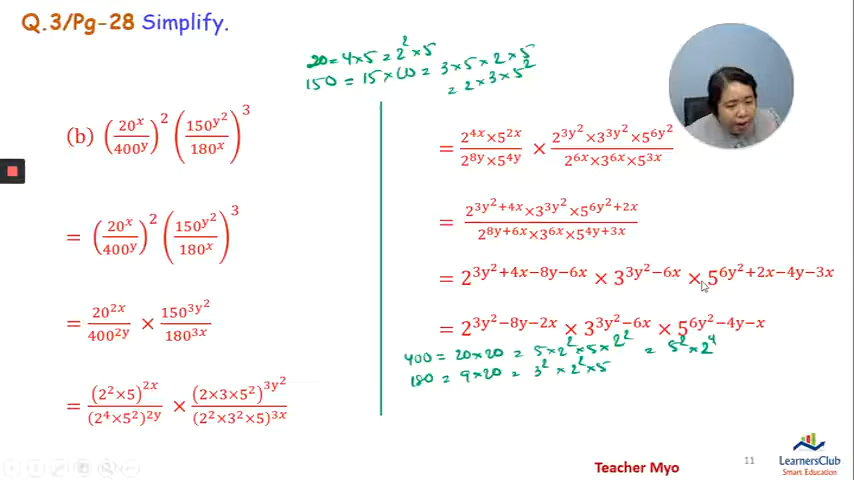 Q.3/Pg-28 Simplify.
20 = 4 × 5 = 2² × 5
150 = 15 × 10 = 3 × 5 × 2 × 5
= 2 × 3 × 5²
(b) (20^x/400^y)² (150^y²/180^x)³
= (20^x/400^y)² (150^y²/180^x)³
= 20^2x/400^2y × 150^3y²/180^3x
= (2²×5)^2x/(2⁴×5²)^2y × (2×3×5²)^3y²/(2²×3²×5)^3x
= 2^4x×5^2x/2^8y×5^4y × 2^3y²×3^3y²×5^6y²/2^6x×3^6x×5^3x
= 2^3y²+4x×3^3y²×5^6y²+2x/2^8y+6x×3^6x×5^4y+3x
= 2^3y²+4x−8y−6x × 3^3y²−6x × 5^6y²+2x−4y−3x
= 2^3y²−8y−2x × 3^3y²−6x × 5^6y²−4y−x
400 = 20 × 20 = 5 × 2² × 5 × 2² = 5² × 2⁴
180 = 9 × 20 = 3² × 2² × 5
Teacher Myo
11
LearnersClub
Smart Education